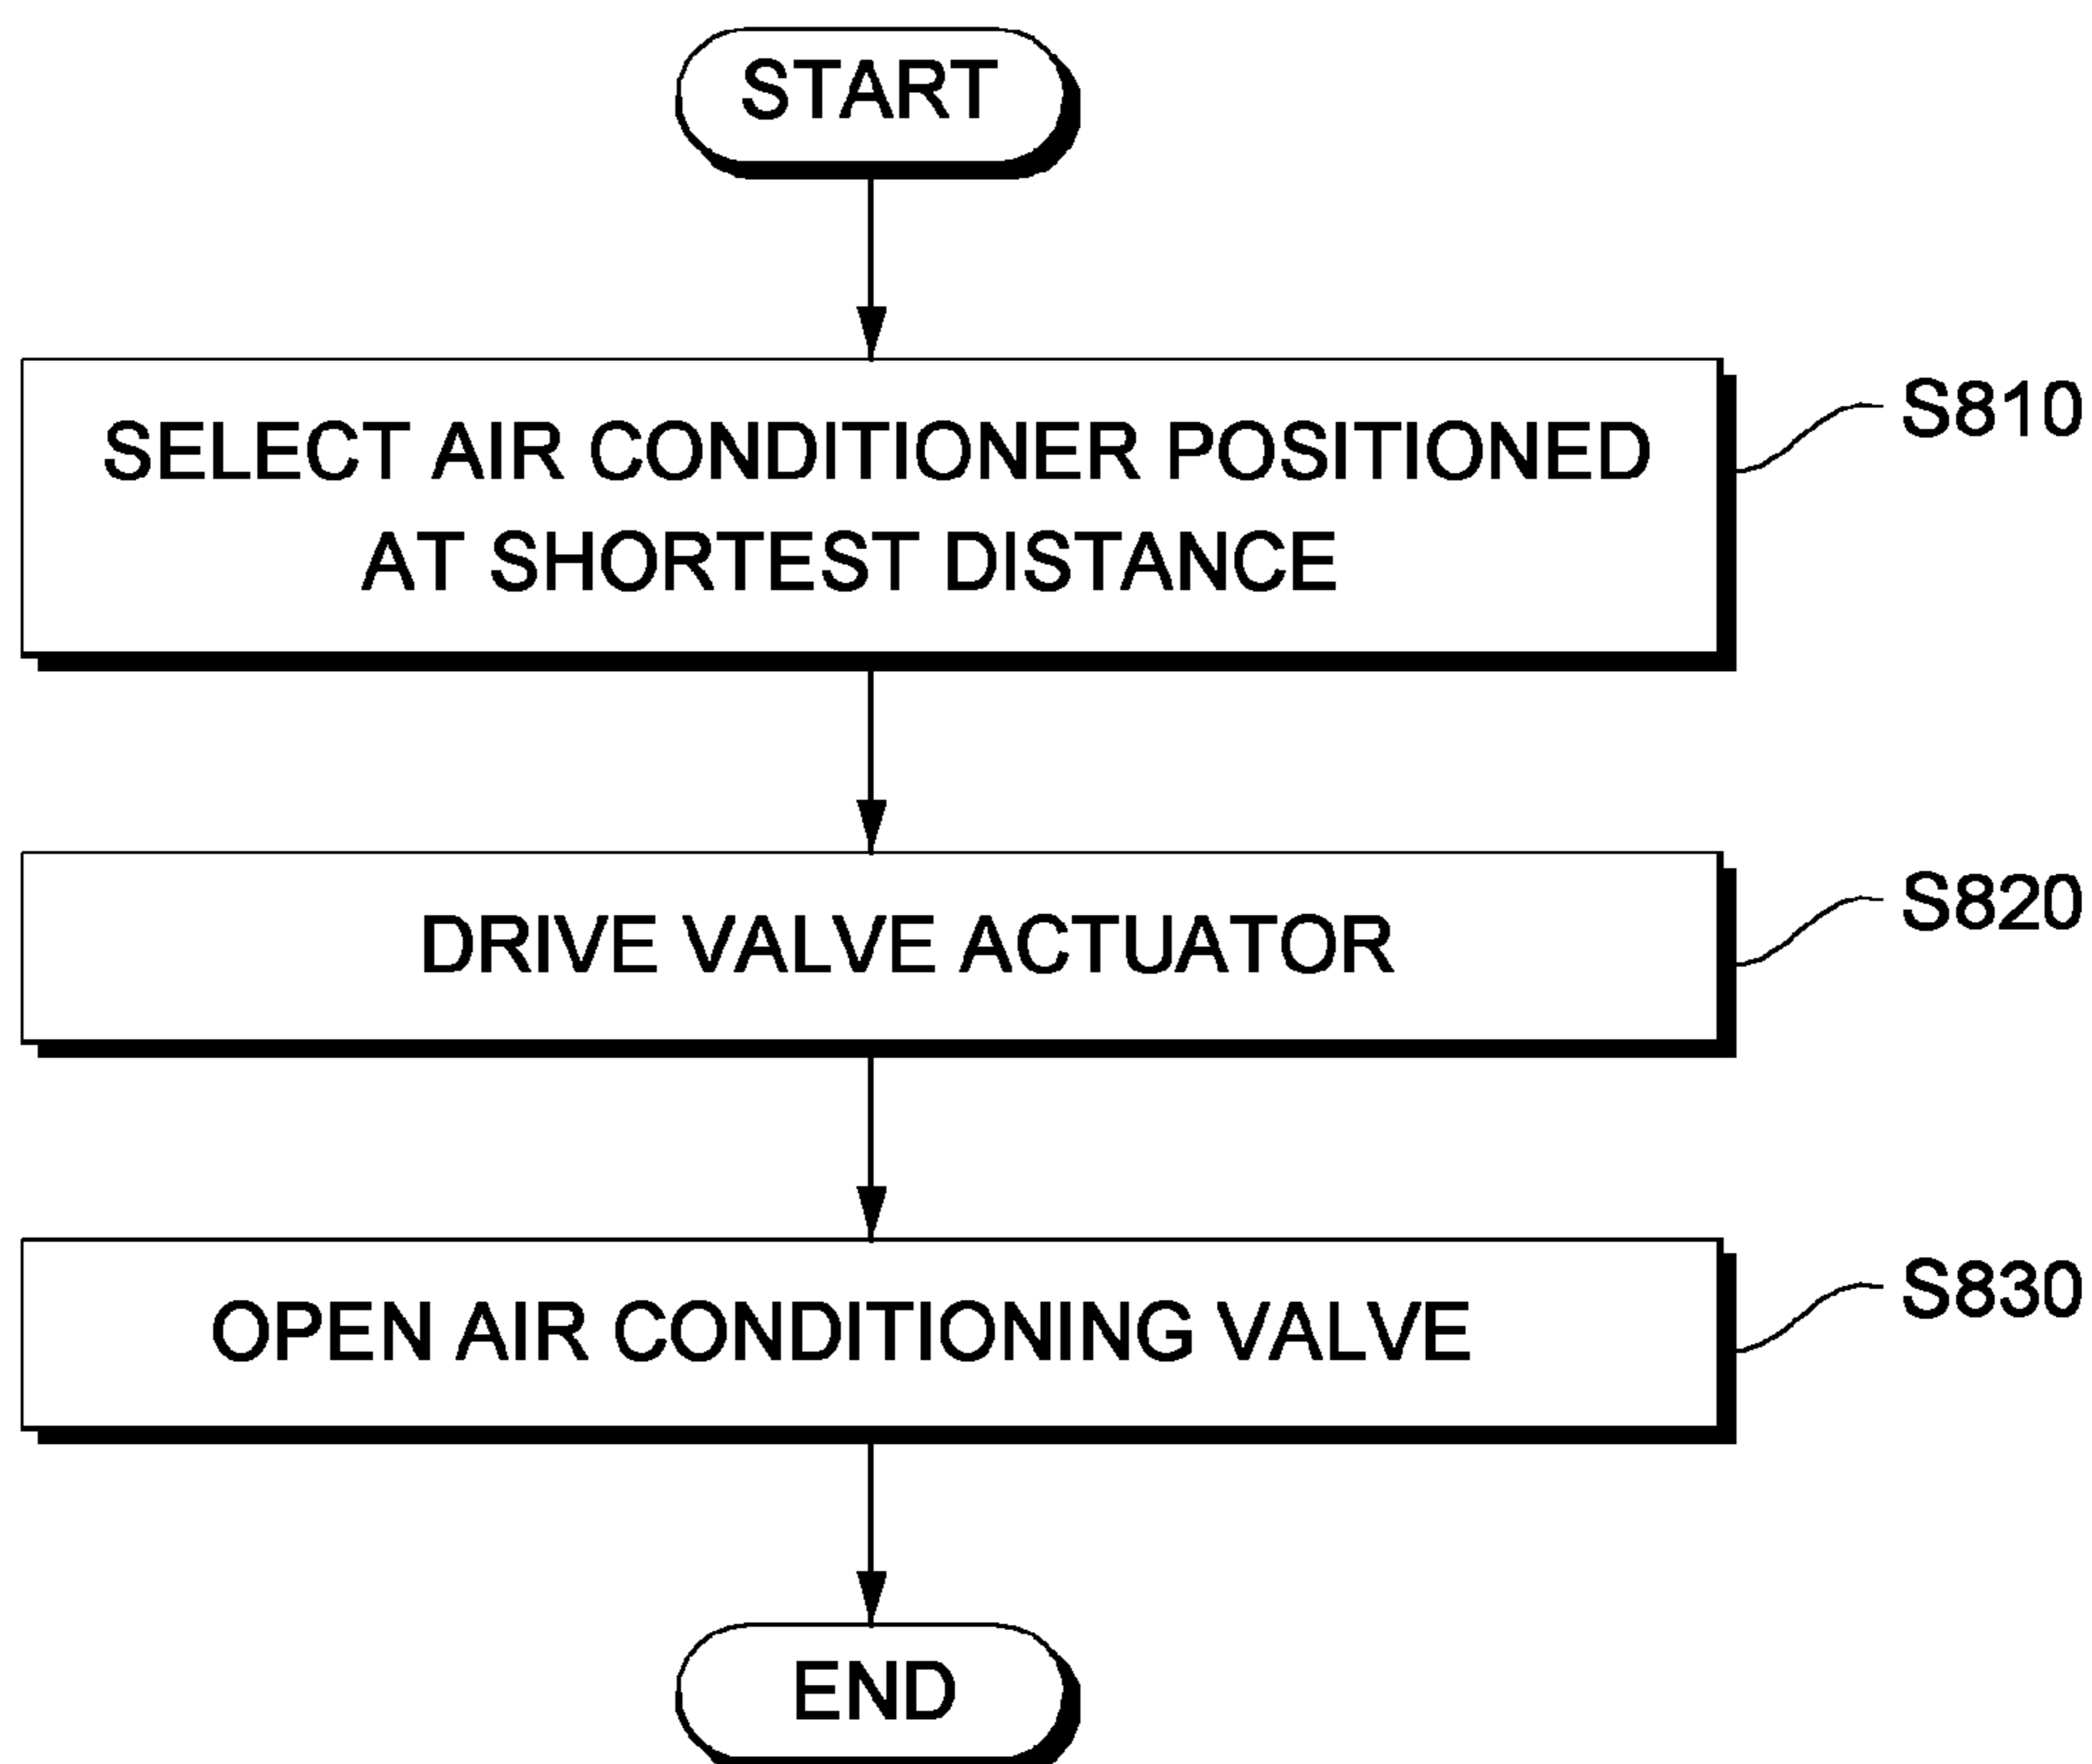 START
SELECT AIR CONDITIONER POSITIONED
AT SHORTEST DISTANCE
S810
DRIVE VALVE ACTUATOR
S820
OPEN AIR CONDITIONING VALVE
S830
END